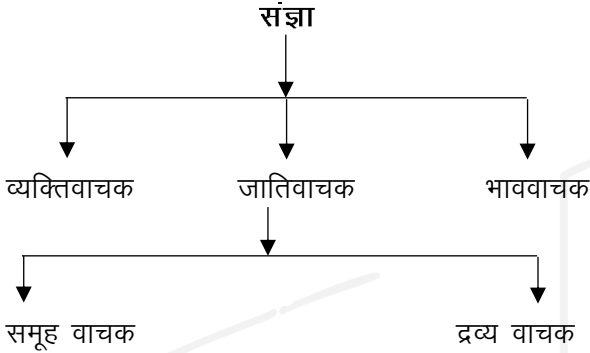 संज्ञा
व्यक्तिवाचक जातिवाचक भाववाचक
समूह वाचक द्रव्य वाचक